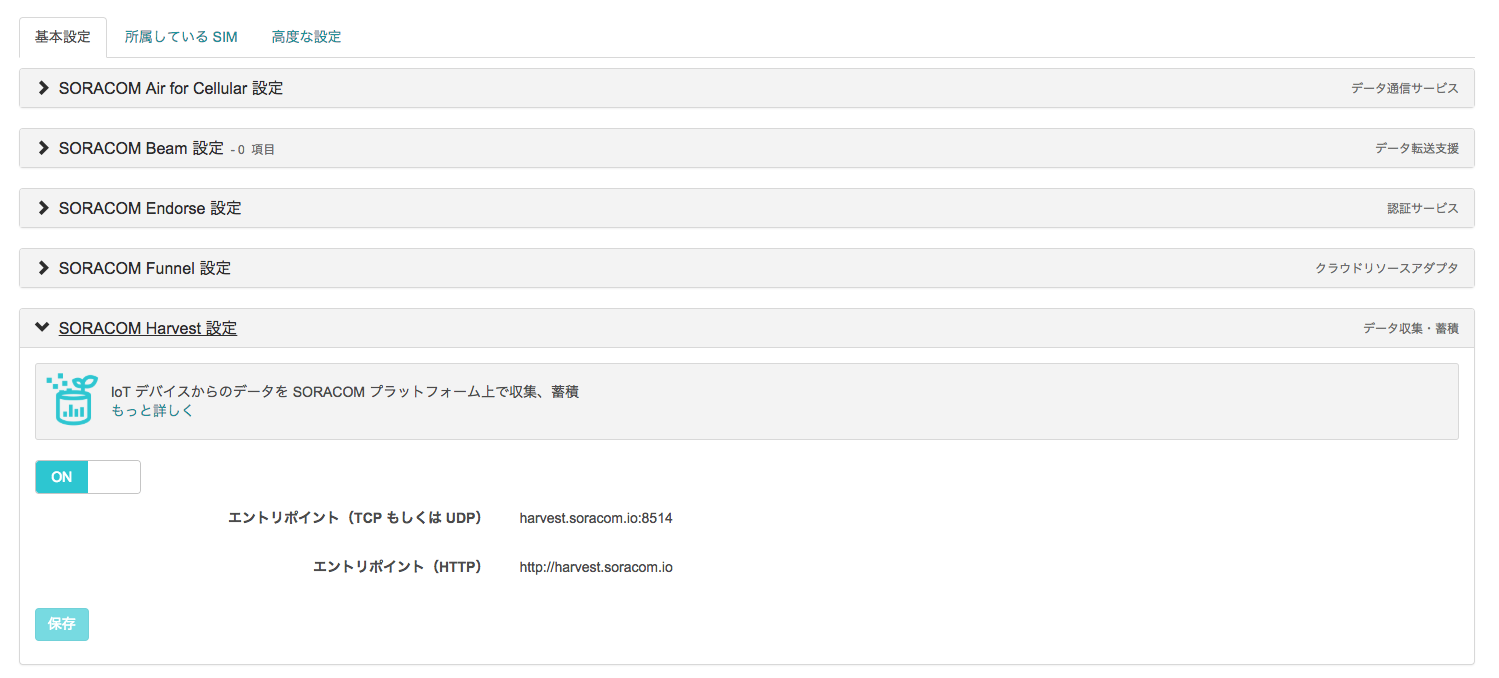 基本設定 所属している SIM 高度な設定
SORACOM Air for Cellular 設定 データ通信サービス
SORACOM Beam 設定 - 0 項目 データ転送支援
SORACOM Endorse 設定 認証サービス
SORACOM Funnel 設定 クラウドリソースアダプタ
SORACOM Harvest 設定 データ収集・蓄積
IoT デバイスからのデータを SORACOM プラットフォーム上で収集、蓄積
もっと詳しく
ON
エントリポイント（TCP もしくは UDP） harvest.soracom.io:8514
エントリポイント（HTTP） http://harvest.soracom.io
保存